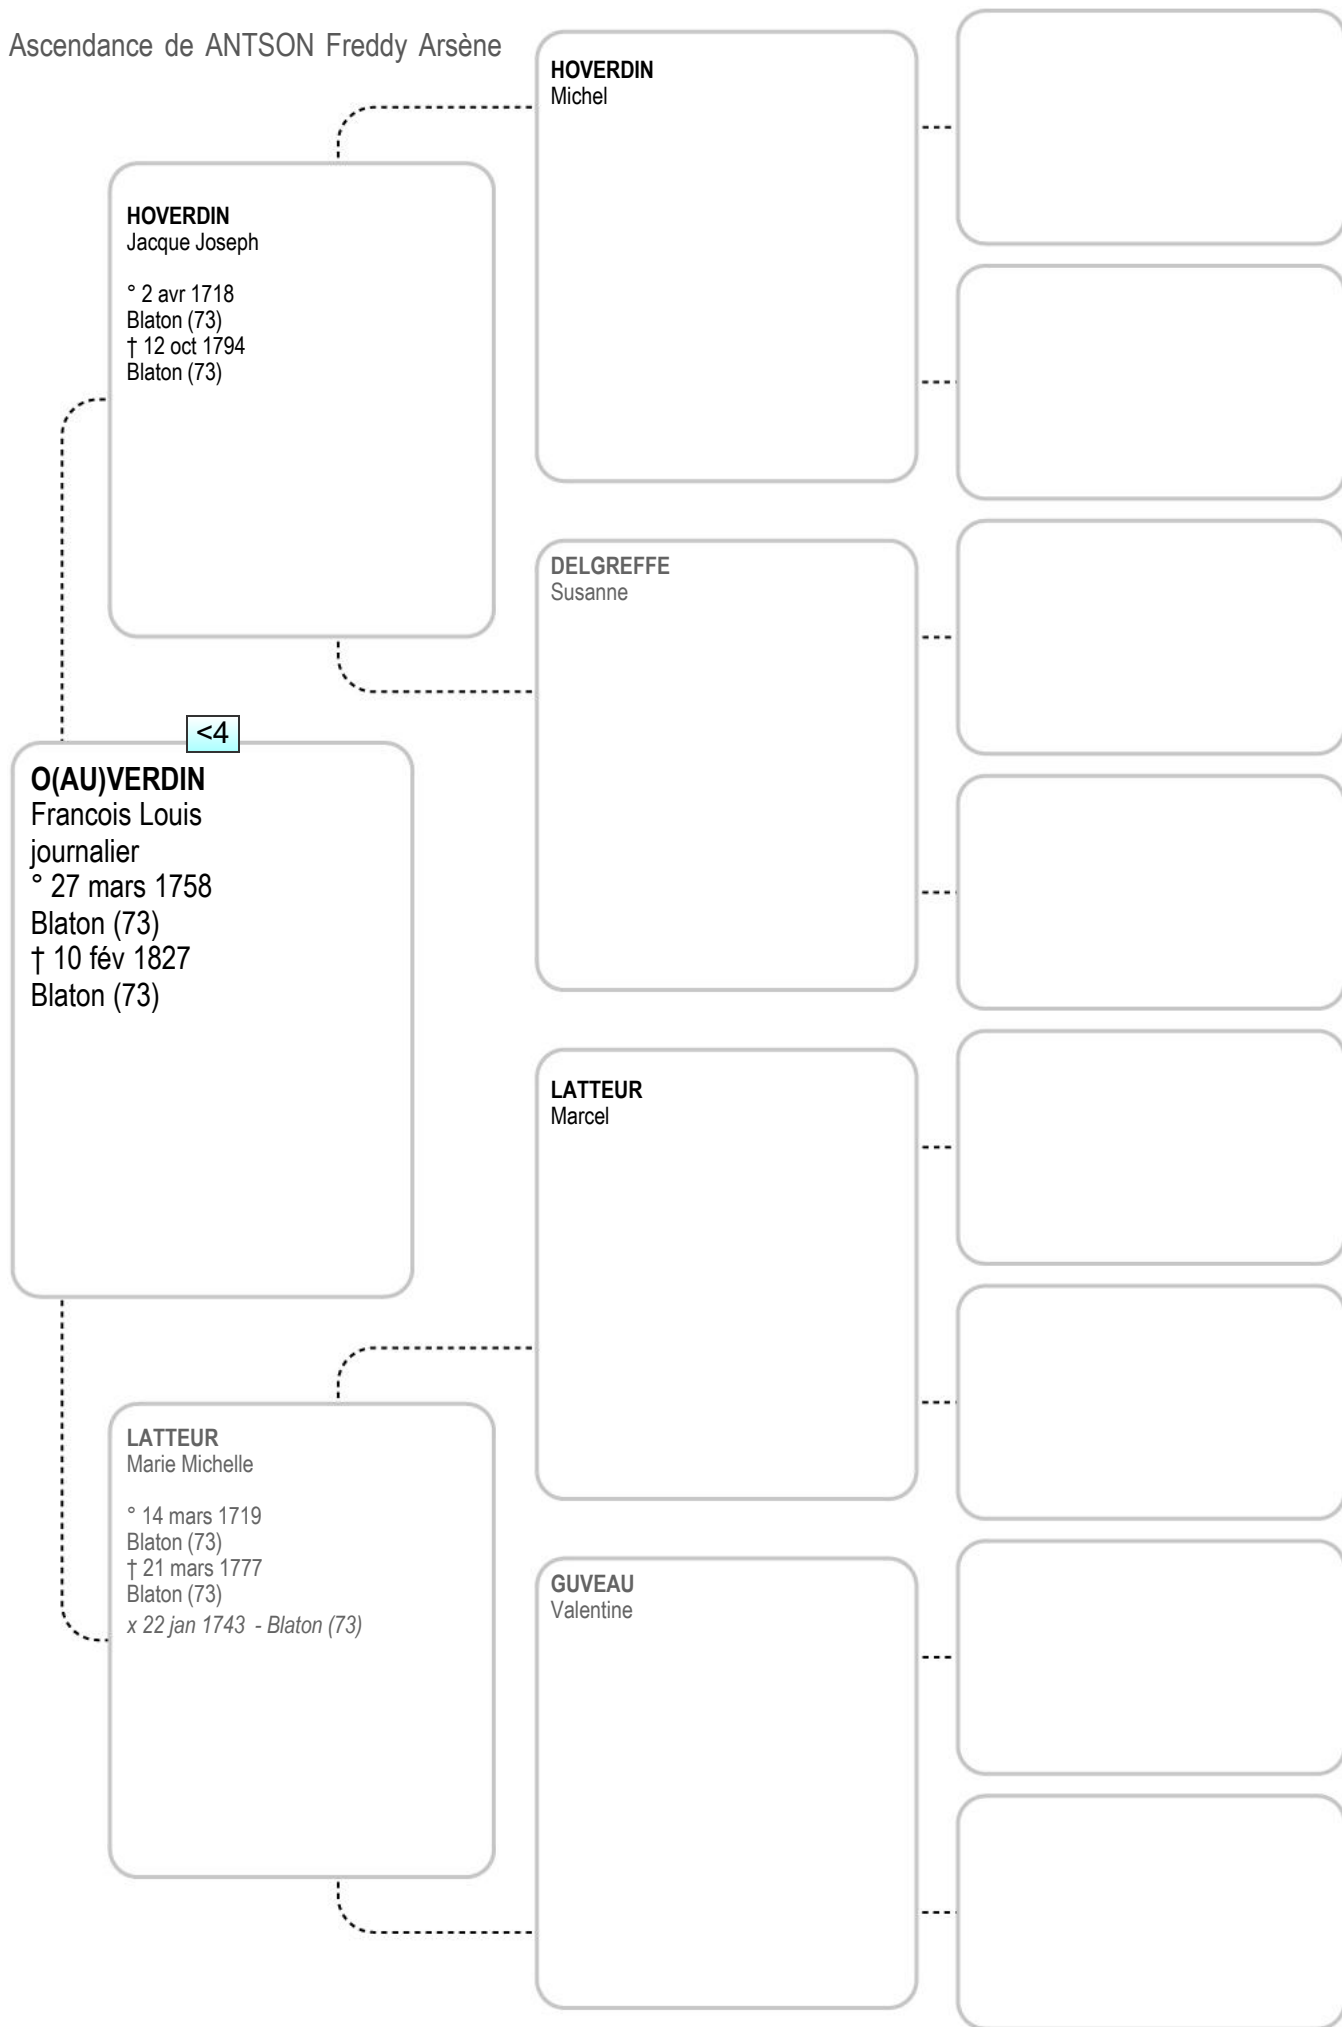 Ascendance de ANTSON Freddy Arsène
HOVERDIN
Michel
HOVERDIN
Jacque Joseph
° 2 avr 1718
Blaton (73)
† 12 oct 1794
Blaton (73)
DELGREFFE
Susanne
<4
O(AU)VERDIN
Francois Louis
journalier
° 27 mars 1758
Blaton (73)
† 10 fév 1827
Blaton (73)
LATTEUR
Marcel
LATTEUR
Marie Michelle
° 14 mars 1719
Blaton (73)
† 21 mars 1777
Blaton (73)
x 22 jan 1743 - Blaton (73)
GUVEAU
Valentine